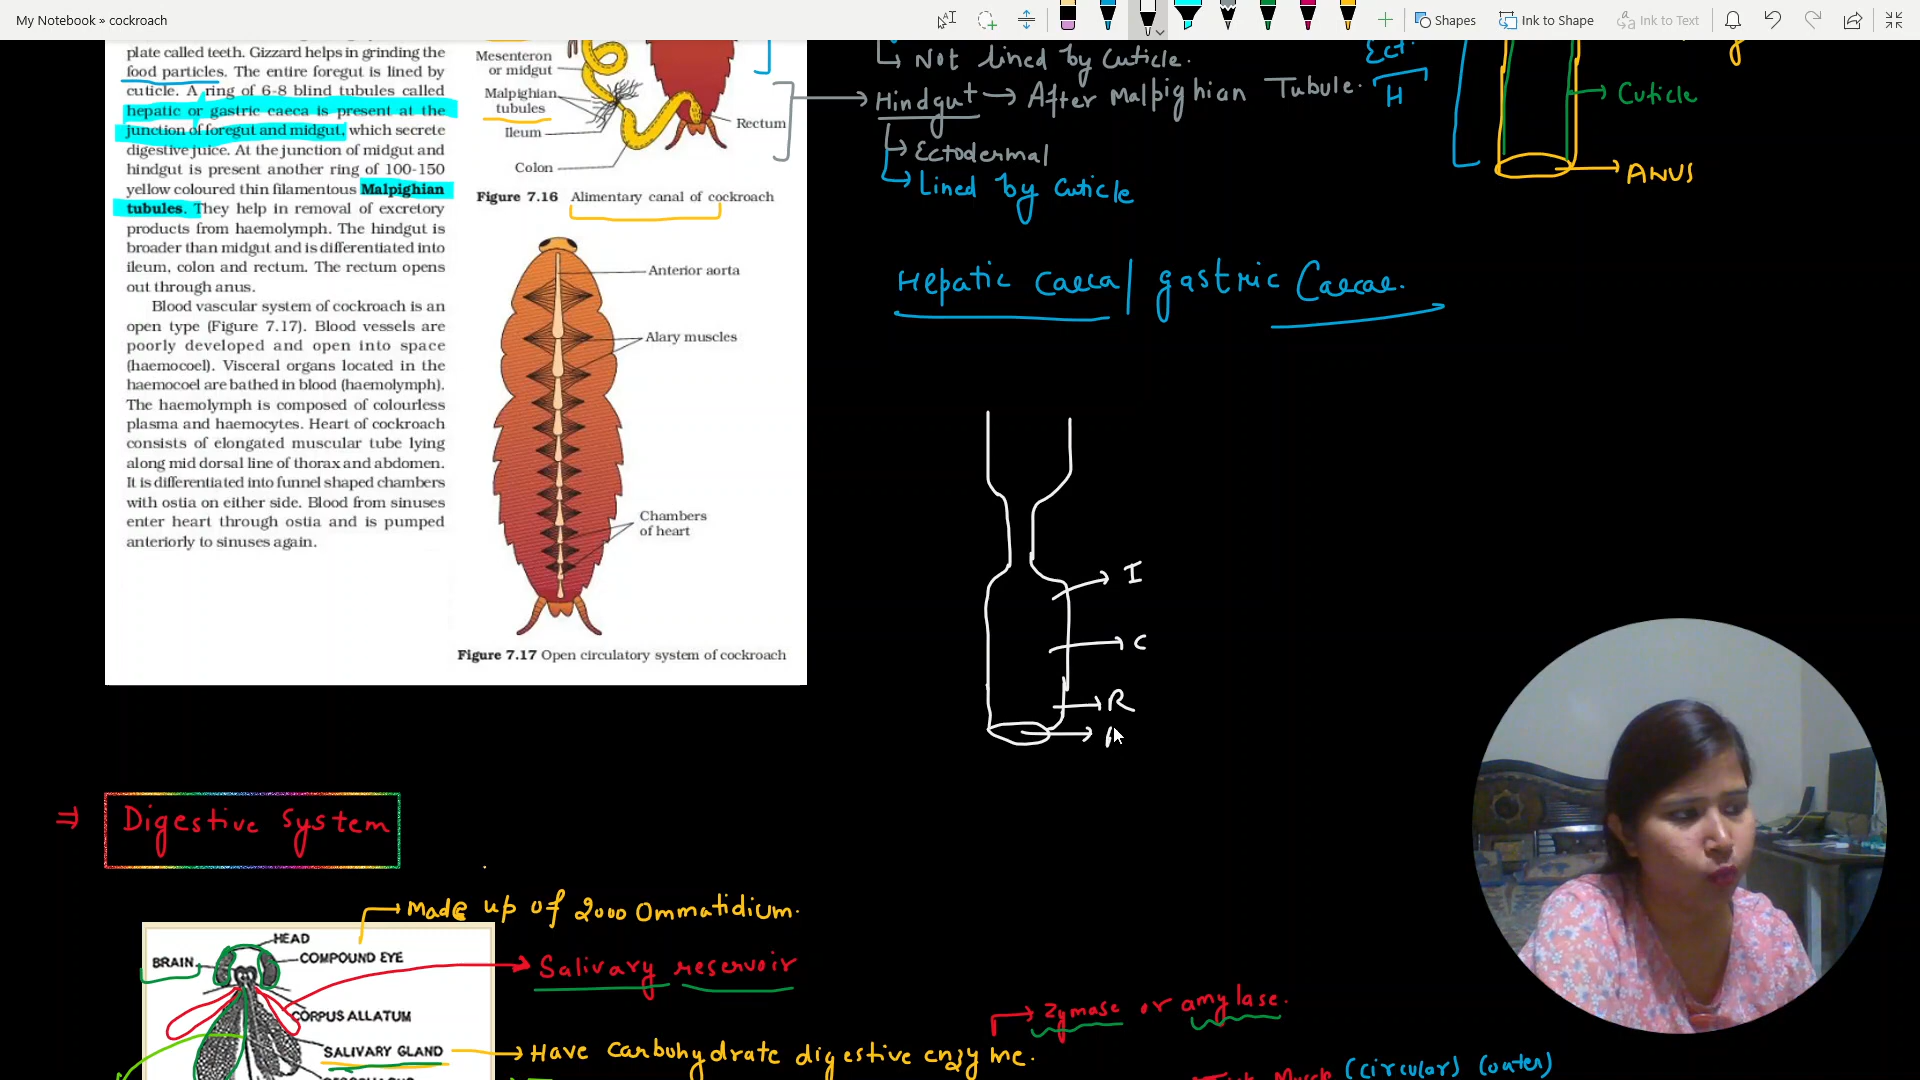 My Notebook » cockroach
Shapes
Ink to Shape
Ink to Text
plate called teeth. Gizzard helps in grinding the
food particles. The entire foregut is lined by
cuticle. A ring of 6-8 blind tubules called
hepatic or gastric caeca is present at the
junction of foregut and midgut, which secrete
digestive juice. At the junction of midgut and
hindgut is present another ring of 100-150
yellow coloured thin filamentous Malpighian
tubules. They help in removal of excretory
products from haemolymph. The hindgut is
broader than midgut and is differentiated into
ileum, colon and rectum. The rectum opens
out through anus.
Blood vascular system of cockroach is an
open type (Figure 7.17). Blood vessels are
poorly developed and open into space
(haemocoel). Visceral organs located in the
haemocoel are bathed in blood (haemolymph).
The haemolymph is composed of colourless
plasma and haemocytes. Heart of cockroach
consists of elongated muscular tube lying
along mid dorsal line of thorax and abdomen.
It is differentiated into funnel shaped chambers
with ostia on either side. Blood from sinuses
enter heart through ostia and is pumped
anteriorly to sinuses again.
Mesenteron
or midgut
Malpighian
tubules
Ileum
Colon
Rectum
Figure 7.16 Alimentary canal of cockroach
Anterior aorta
Alary muscles
Chambers
of heart
Figure 7.17 Open circulatory system of cockroach
Not lined by Cuticle.
Hindgut → After Malpighian Tubule.
Ectodermal
Lined by Cuticle
Ect.
H
Cuticle
ANUS
Hepatic Caeca/ gastric Caecae.
I
C
R
⇒ Digestive System
Made up of 2000 Ommatidium.
HEAD
BRAIN
COMPOUND EYE
Salivary reservoir
CORPUS ALLATUM
SALIVARY GLAND
Zymase or amylase.
Have Carbohydrate digestive enzyme.
Muscle (circular) (outer)